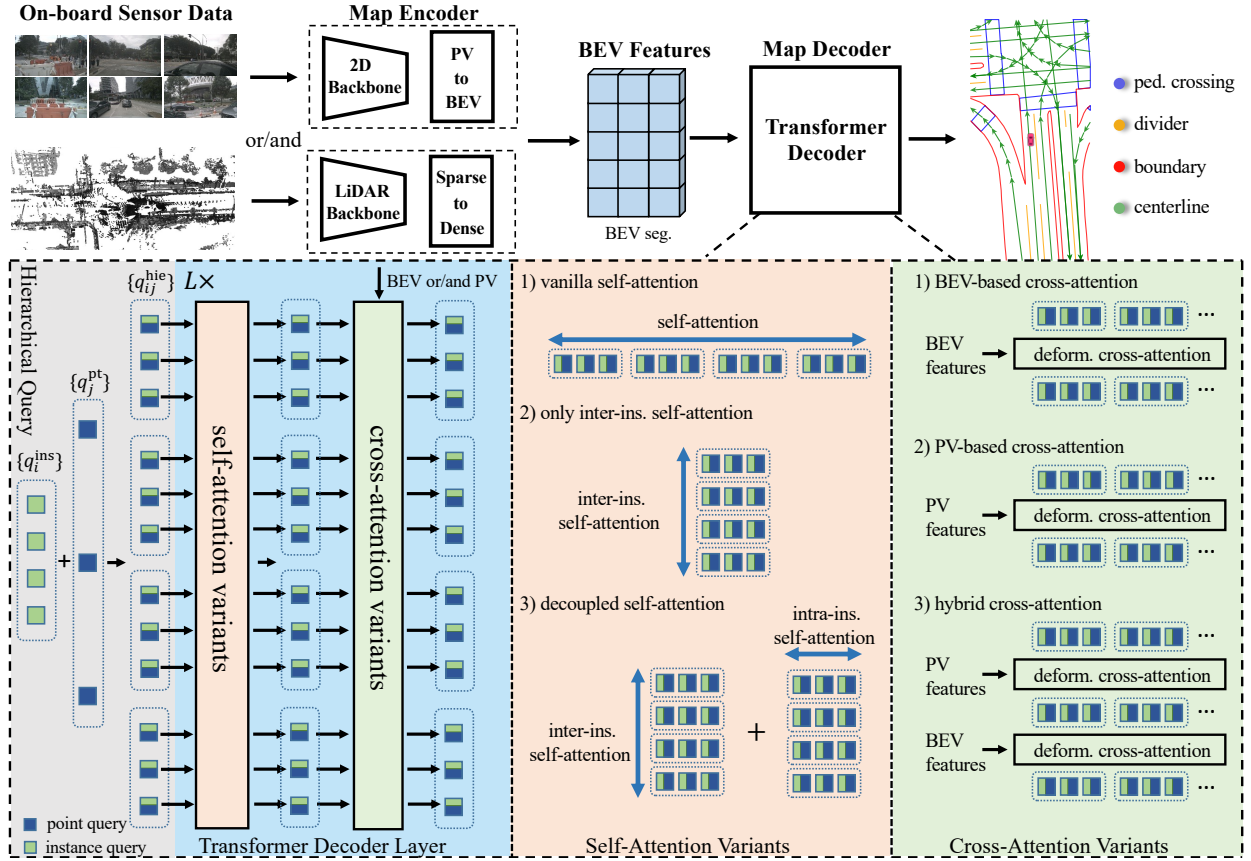 On-board Sensor Data
Map Encoder
2D
Backbone
PV
to
BEV
or/and
LiDAR
Backbone
Sparse
to
Dense
BEV Features
BEV seg.
Map Decoder
Transformer
Decoder
ped. crossing
divider
boundary
centerline
Hierarchical Query
{q_i^ins}
+
{q_j^pt}
{q_ij^hie}
L×
BEV or/and PV
self-attention variants
cross-attention variants
point query
instance query
Transformer Decoder Layer
1) vanilla self-attention
self-attention
2) only inter-ins. self-attention
inter-ins.
self-attention
3) decoupled self-attention
intra-ins.
self-attention
inter-ins.
self-attention
+
Self-Attention Variants
1) BEV-based cross-attention
...
BEV
features
deform. cross-attention
...
2) PV-based cross-attention
...
PV
features
deform. cross-attention
...
3) hybrid cross-attention
...
PV
features
deform. cross-attention
...
BEV
features
deform. cross-attention
...
Cross-Attention Variants